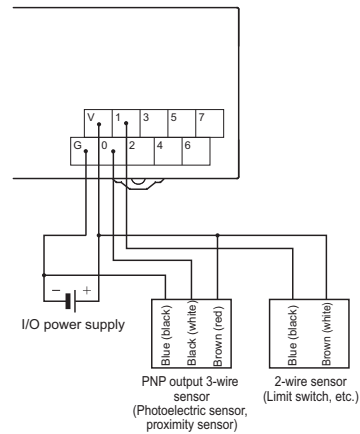 V 1 3 5 7
G 0 2 4 6
− +
I/O power supply
Blue (black)
Black (white)
Brown (red)
Blue (black)
Brown (white)
PNP output 3-wire
sensor
(Photoelectric sensor,
proximity sensor)
2-wire sensor
(Limit switch, etc.)